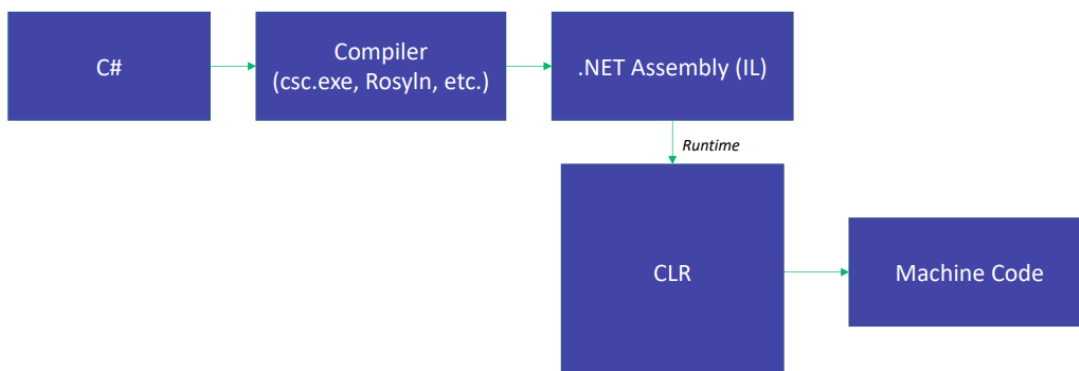 C#
Compiler
(csc.exe, Rosyln, etc.)
.NET Assembly (IL)
Runtime
CLR
Machine Code